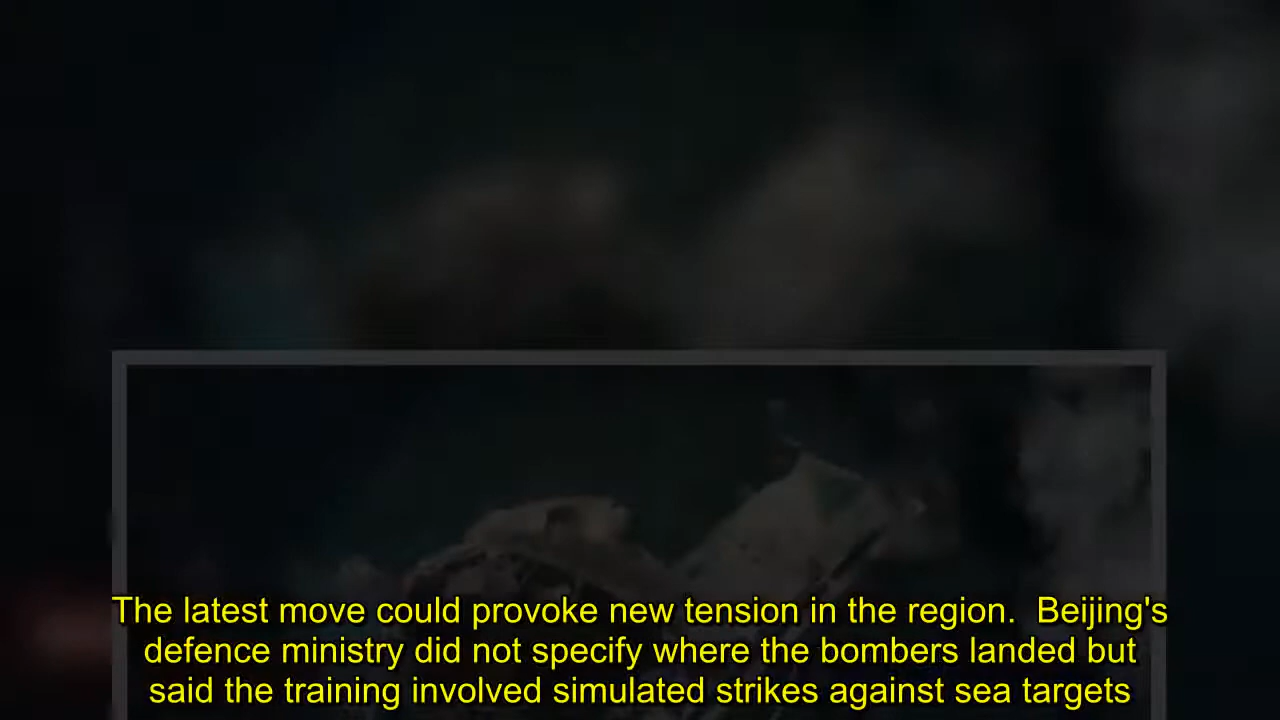 The latest move could provoke new tension in the region.  Beijing's
defence ministry did not specify where the bombers landed but
said the training involved simulated strikes against sea targets